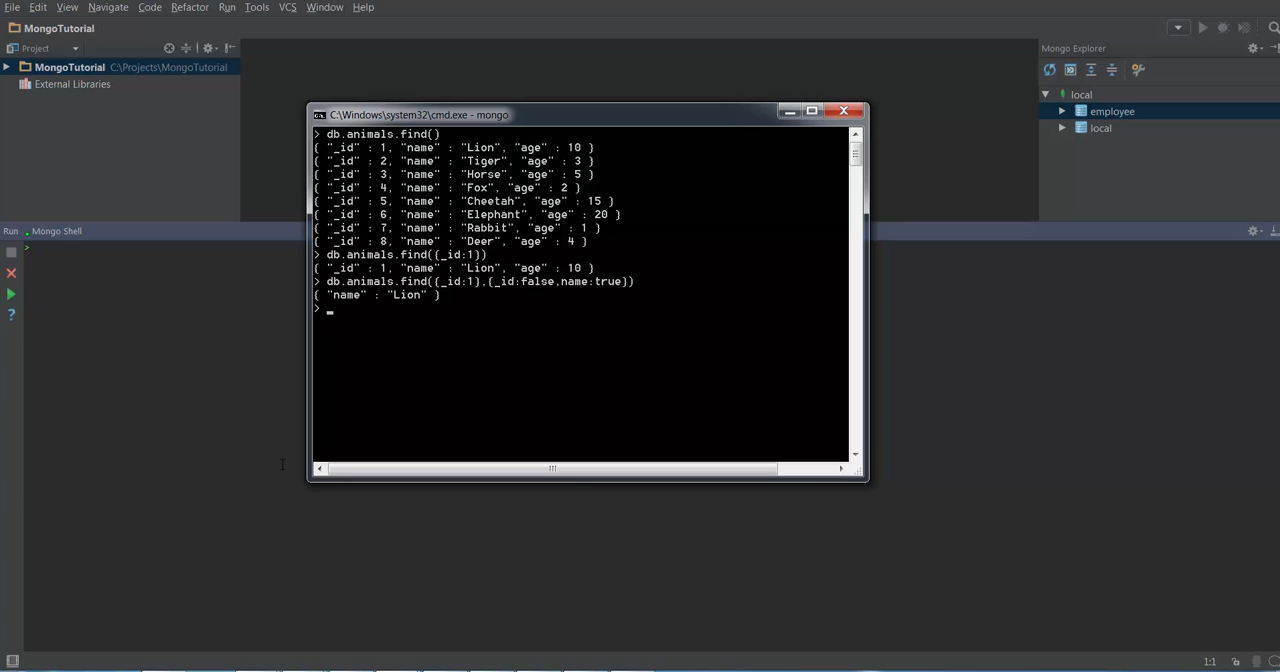 File Edit View Navigate Code Refactor Run Tools VCS Window Help
MongoTutorial
Project
Mongo Explorer
MongoTutorial C:\Projects\MongoTutorial
External Libraries
local
employee
local
C:\Windows\system32\cmd.exe - mongo
> db.animals.find()
{ "_id" : 1, "name" : "Lion", "age" : 10 }
{ "_id" : 2, "name" : "Tiger", "age" : 3 }
{ "_id" : 3, "name" : "Horse", "age" : 5 }
{ "_id" : 4, "name" : "Fox", "age" : 2 }
{ "_id" : 5, "name" : "Cheetah", "age" : 15 }
{ "_id" : 6, "name" : "Elephant", "age" : 20 }
{ "_id" : 7, "name" : "Rabbit", "age" : 1 }
{ "_id" : 8, "name" : "Deer", "age" : 4 }
> db.animals.find({_id:1})
{ "_id" : 1, "name" : "Lion", "age" : 10 }
> db.animals.find({_id:1},{_id:false,name:true})
{ "name" : "Lion" }
>
Run Mongo Shell
>
1:1